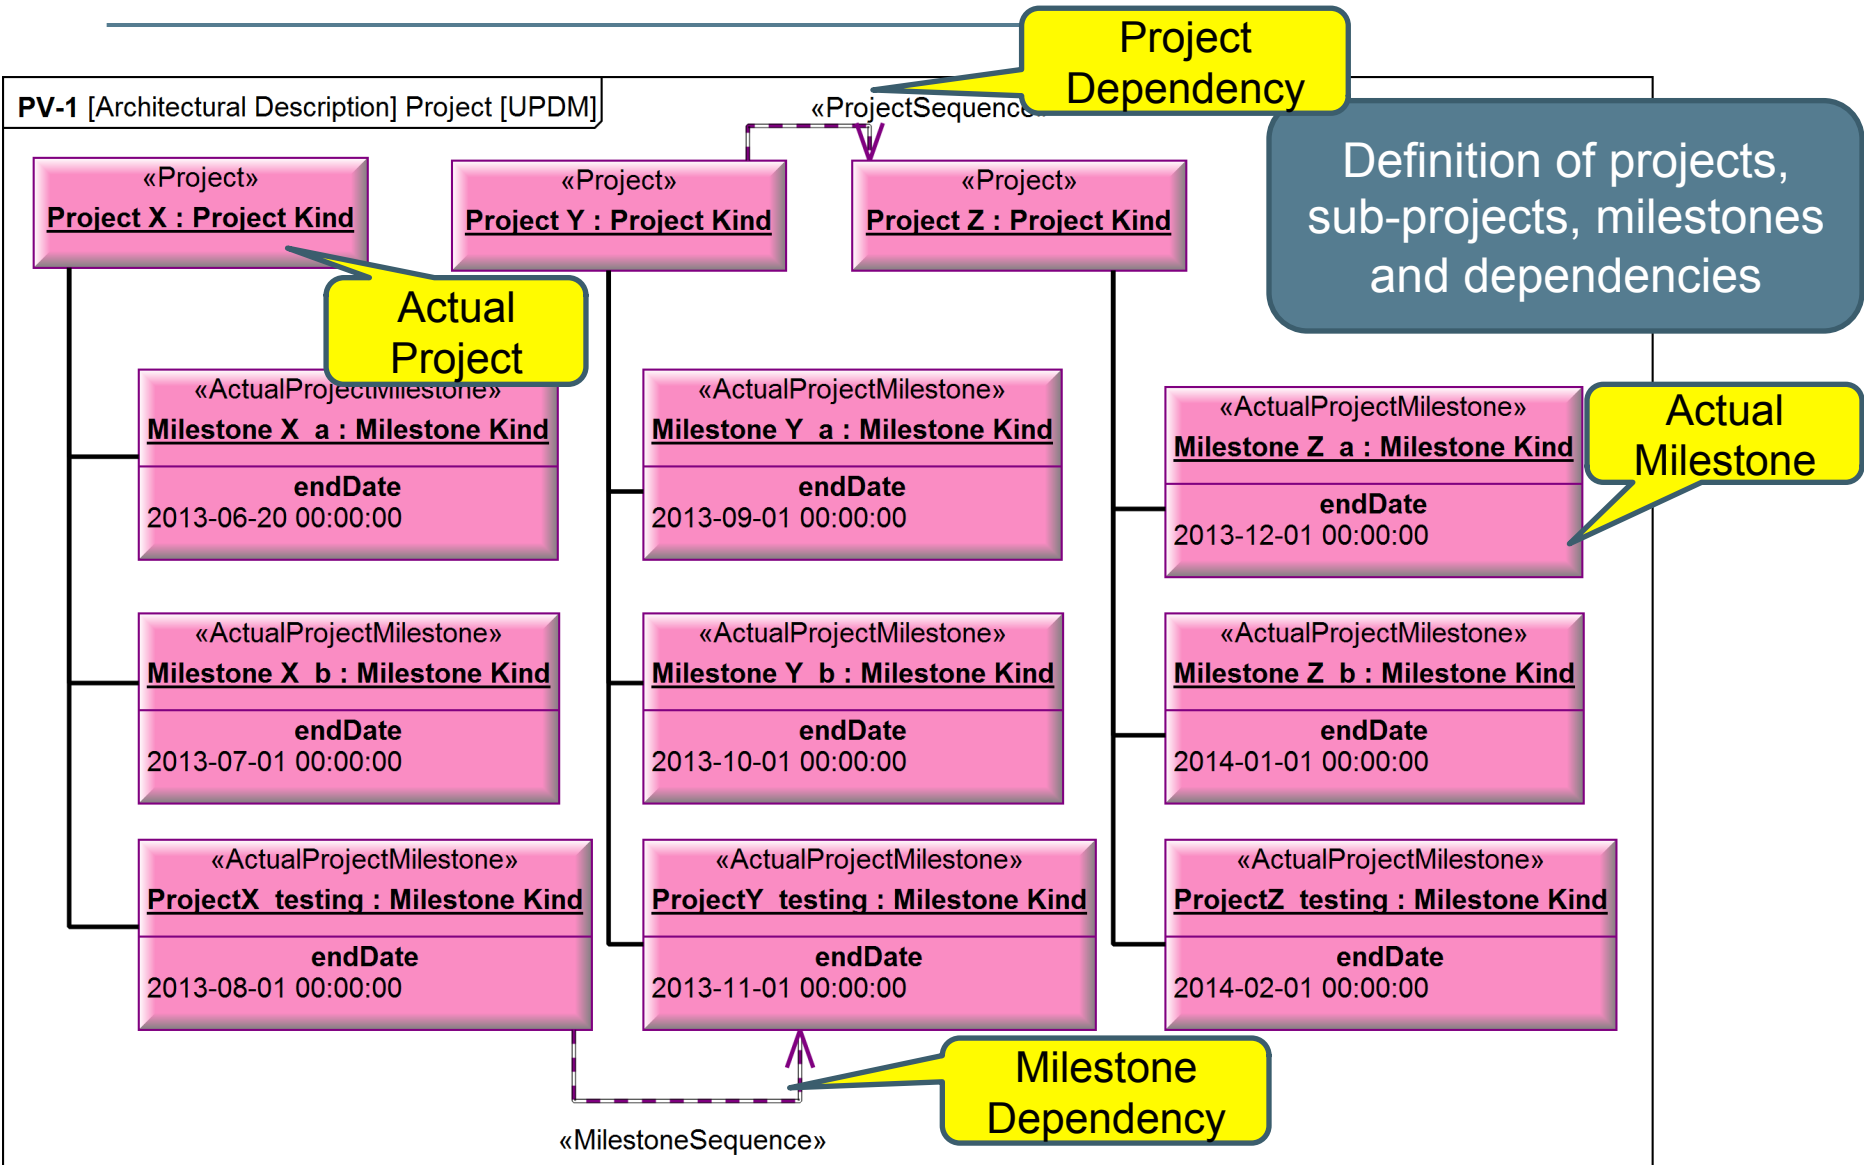 Project
Dependency
PV-1 [Architectural Description] Project [UPDM]
«ProjectSequence»
Definition of projects,
sub-projects, milestones
and dependencies
«Project»
Project X : Project Kind
«Project»
Project Y : Project Kind
«Project»
Project Z : Project Kind
Actual
Project
«ActualProjectMilestone»
Milestone X_a : Milestone Kind
endDate
2013-06-20 00:00:00
«ActualProjectMilestone»
Milestone Y_a : Milestone Kind
endDate
2013-09-01 00:00:00
«ActualProjectMilestone»
Milestone Z_a : Milestone Kind
endDate
2013-12-01 00:00:00
Actual
Milestone
«ActualProjectMilestone»
Milestone X_b : Milestone Kind
endDate
2013-07-01 00:00:00
«ActualProjectMilestone»
Milestone Y_b : Milestone Kind
endDate
2013-10-01 00:00:00
«ActualProjectMilestone»
Milestone Z_b : Milestone Kind
endDate
2014-01-01 00:00:00
«ActualProjectMilestone»
ProjectX_testing : Milestone Kind
endDate
2013-08-01 00:00:00
«ActualProjectMilestone»
ProjectY_testing : Milestone Kind
endDate
2013-11-01 00:00:00
«ActualProjectMilestone»
ProjectZ_testing : Milestone Kind
endDate
2014-02-01 00:00:00
Milestone
Dependency
«MilestoneSequence»